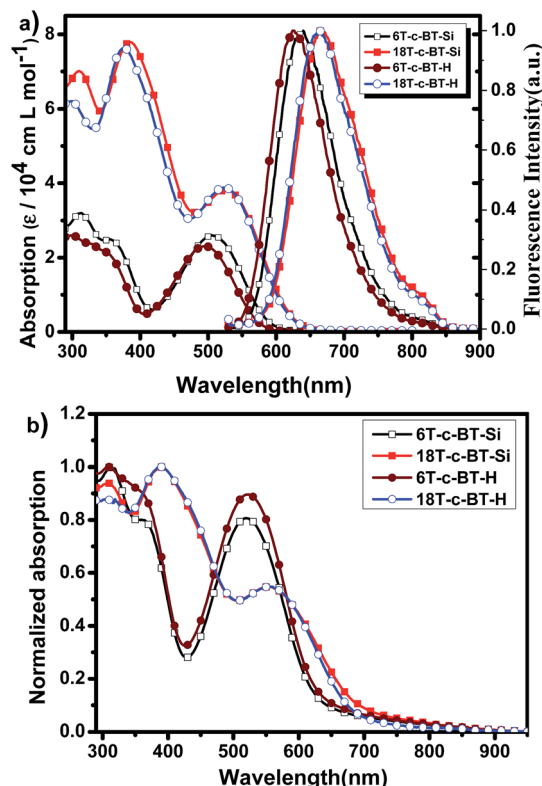 a)
8
6
4
2
0
Absorption (ε / 10⁴ cm L mol⁻¹)
300 400 500 600 700 800 900
Wavelength(nm)
1.0
0.8
0.6
0.4
0.2
0.0
Fluorescence Intensity(a.u.)
6T-c-BT-Si
18T-c-BT-Si
6T-c-BT-H
18T-c-BT-H
b)
1.2
1.0
0.8
0.6
0.4
0.2
0.0
Normalized absorption
300 400 500 600 700 800 900
Wavelength(nm)
6T-c-BT-Si
18T-c-BT-Si
6T-c-BT-H
18T-c-BT-H